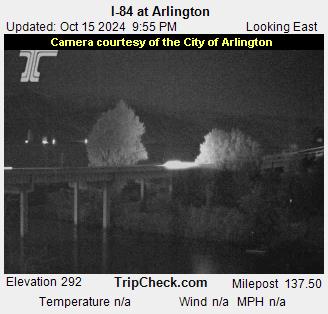 I-84 at Arlington
Updated: Oct 15 2024 9:55 PM Looking East
Camera courtesy of the City of Arlington
Elevation 292 TripCheck.com Milepost 137.50
Temperature n/a Wind n/a MPH n/a